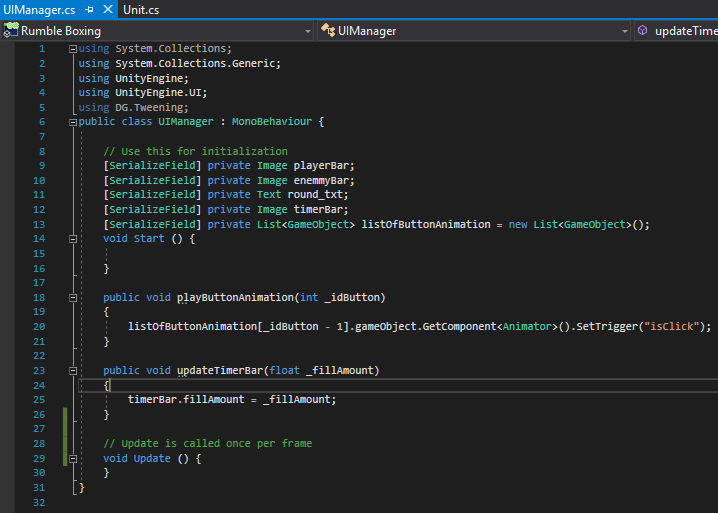 UIManager.cs Unit.cs
Rumble Boxing UIManager updateTime
1 using System.Collections;
2 using System.Collections.Generic;
3 using UnityEngine;
4 using UnityEngine.UI;
5 using DG.Tweening;
6 public class UIManager : MonoBehaviour {
7
8 // Use this for initialization
9 [SerializeField] private Image playerBar;
10 [SerializeField] private Image enemmyBar;
11 [SerializeField] private Text round_txt;
12 [SerializeField] private Image timerBar;
13 [SerializeField] private List<GameObject> listOfButtonAnimation = new List<GameObject>();
14 void Start () {
15
16 }
17
18 public void playButtonAnimation(int _idButton)
19 {
20 listOfButtonAnimation[_idButton - 1].gameObject.GetComponent<Animator>().SetTrigger("isClick");
21 }
22
23 public void updateTimerBar(float _fillAmount)
24 {
25 timerBar.fillAmount = _fillAmount;
26 }
27
28 // Update is called once per frame
29 void Update () {
30 }
31 }
32